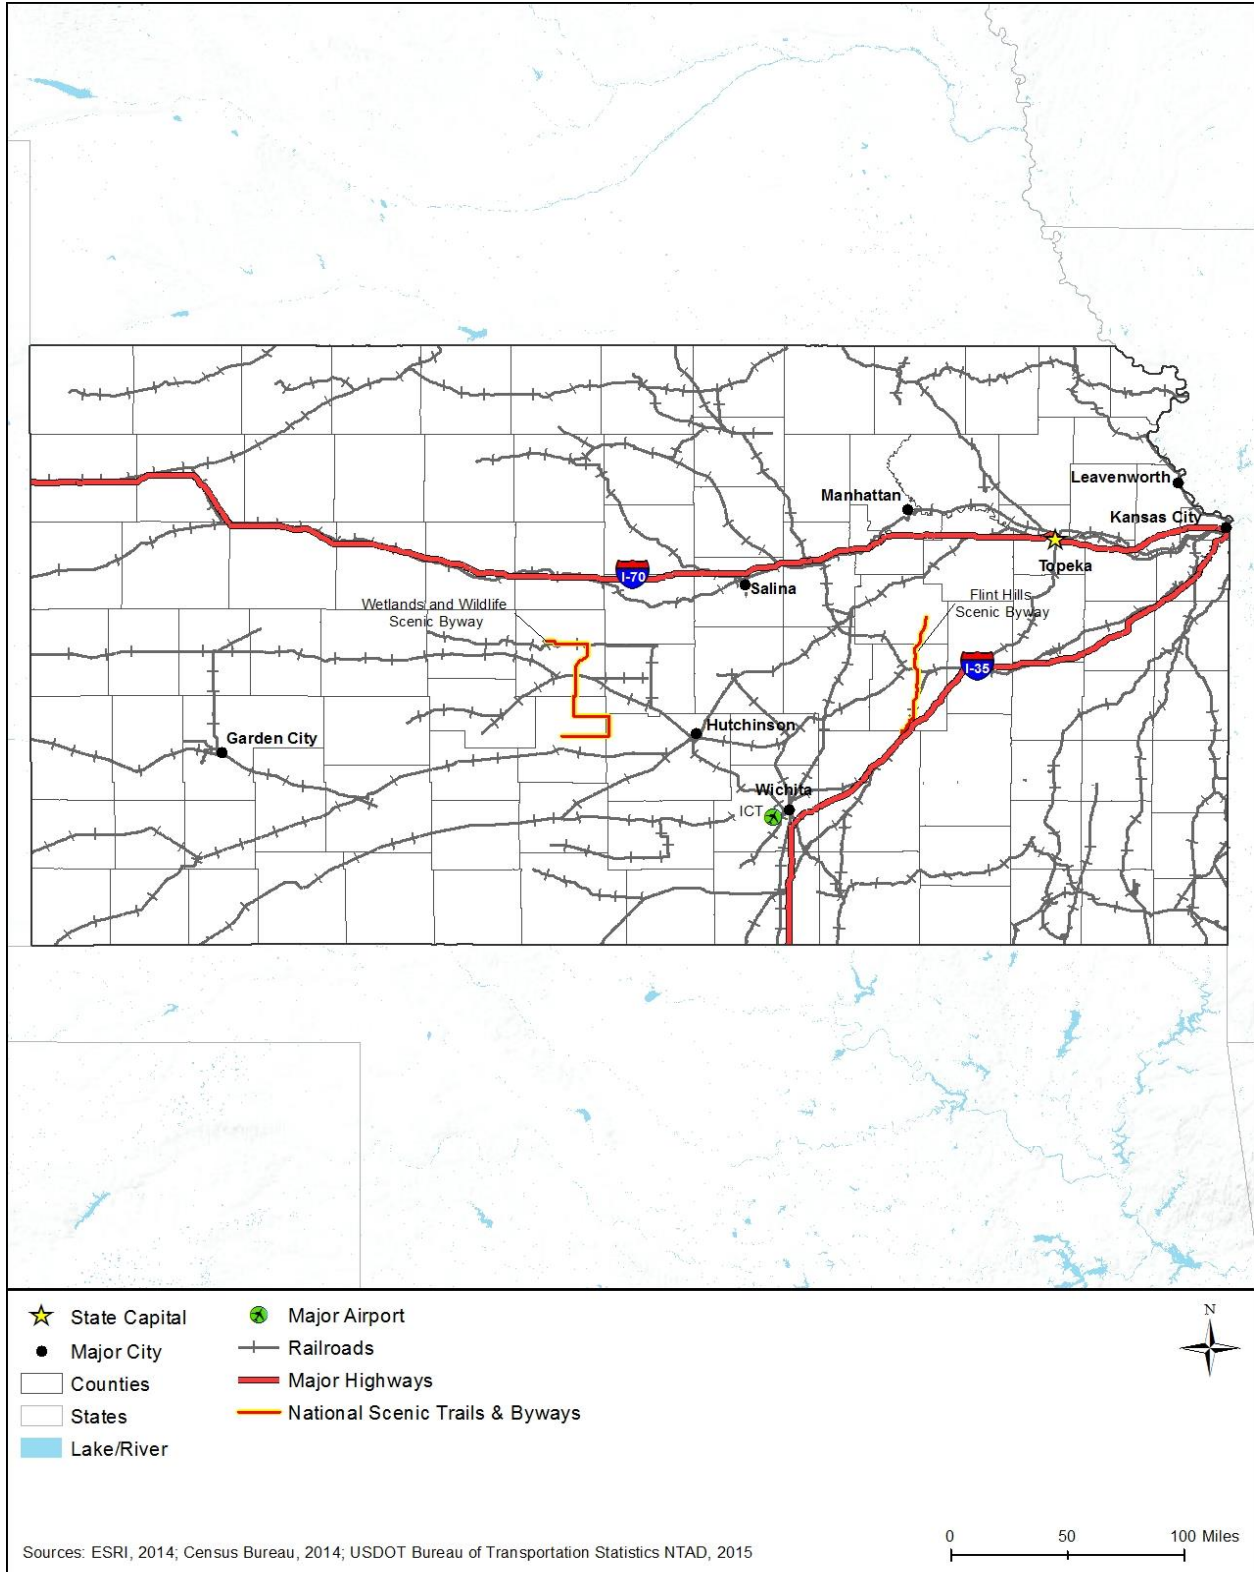 Leavenworth
Manhattan
Kansas City
Topeka
I-70
Salina
Wetlands and Wildlife
Scenic Byway
Flint Hills
Scenic Byway
I-35
Hutchinson
Garden City
Wichita
ICT
State Capital
Major City
Counties
States
Lake/River
Major Airport
Railroads
Major Highways
National Scenic Trails & Byways
N
0 50 100 Miles
Sources: ESRI, 2014; Census Bureau, 2014; USDOT Bureau of Transportation Statistics NTAD, 2015